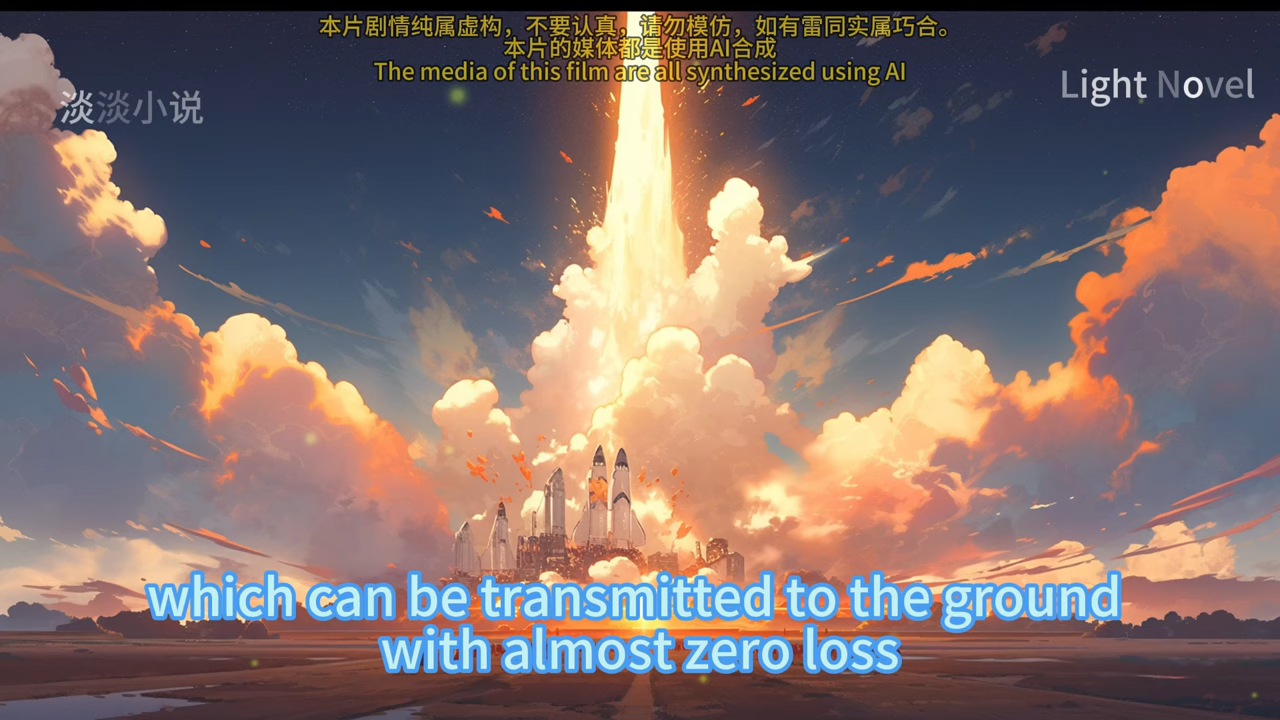 本片剧情纯属虚构，不要认真，请勿模仿，如有雷同实属巧合。
本片的媒体都是使用AI合成
The media of this film are all synthesized using AI
淡淡小说
Light Novel
which can be transmitted to the ground
with almost zero loss